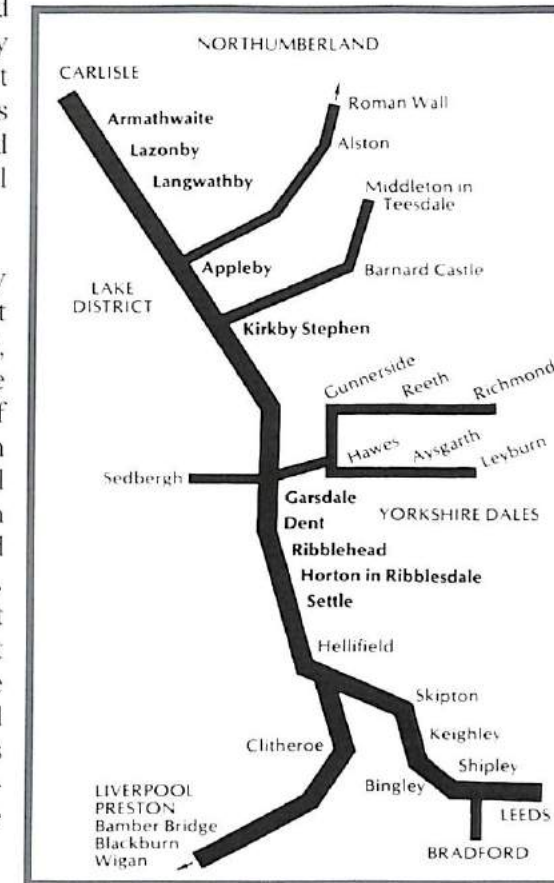 NORTHUMBERLAND
CARLISLE
Roman Wall
Armathwaite
Lazonby
Alston
Langwathby
Middleton in
Teesdale
Appleby
Barnard Castle
LAKE
DISTRICT
Kirkby Stephen
Gunnerside
Reeth
Richmond
Hawes
Aysgarth
Leyburn
Sedbergh
Garsdale
YORKSHIRE DALES
Dent
Ribblehead
Horton in Ribblesdale
Settle
Hellifield
Skipton
Keighley
Clitheroe
Shipley
Bingley
LIVERPOOL
PRESTON
Bamber Bridge
Blackburn
Wigan
LEEDS
BRADFORD